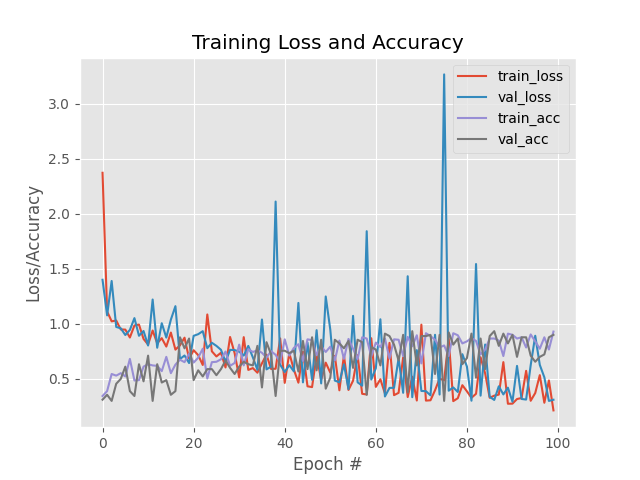 Training Loss and Accuracy
train_loss
val_loss
train_acc
val_acc
3.0
2.5
2.0
1.5
1.0
0.5
Loss/Accuracy
0 20 40 60 80 100
Epoch #